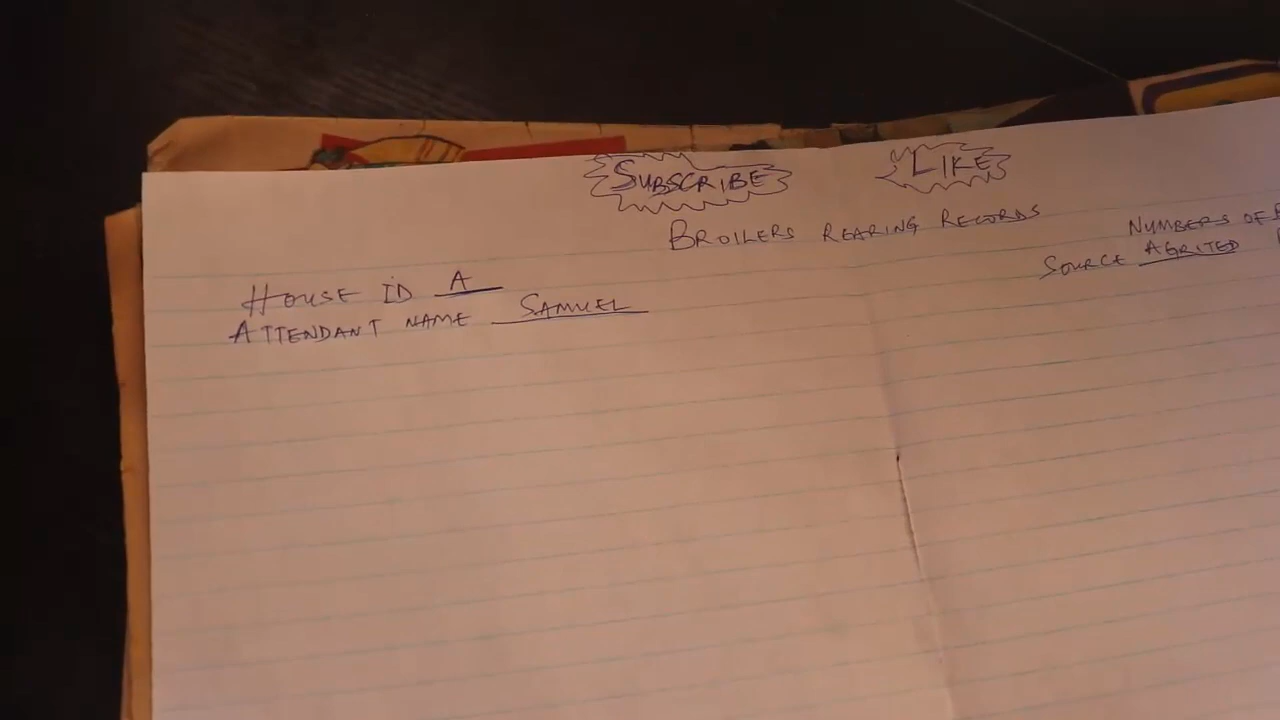 SUBSCRIBE LIKE
BROILERS REARING RECORDS
NUMBERS OF
SOURCE AGRITED
HOUSE ID A
ATTENDANT NAME SAMUEL